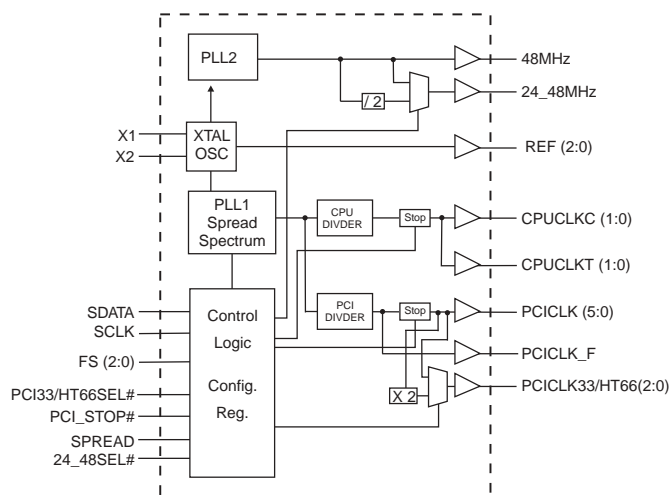 PLL2
48MHz
/ 2
24_48MHz
X1
X2
XTAL
OSC
REF (2:0)
PLL1
Spread
Spectrum
CPU
DIVDER
Stop
CPUCLKC (1:0)
CPUCLKT (1:0)
SDATA
SCLK
FS (2:0)
PCI33/HT66SEL#
PCI_STOP#
SPREAD
24_48SEL#
Control
Logic
Config.
Reg.
PCI
DIVDER
Stop
PCICLK (5:0)
PCICLK_F
X 2
PCICLK33/HT66(2:0)